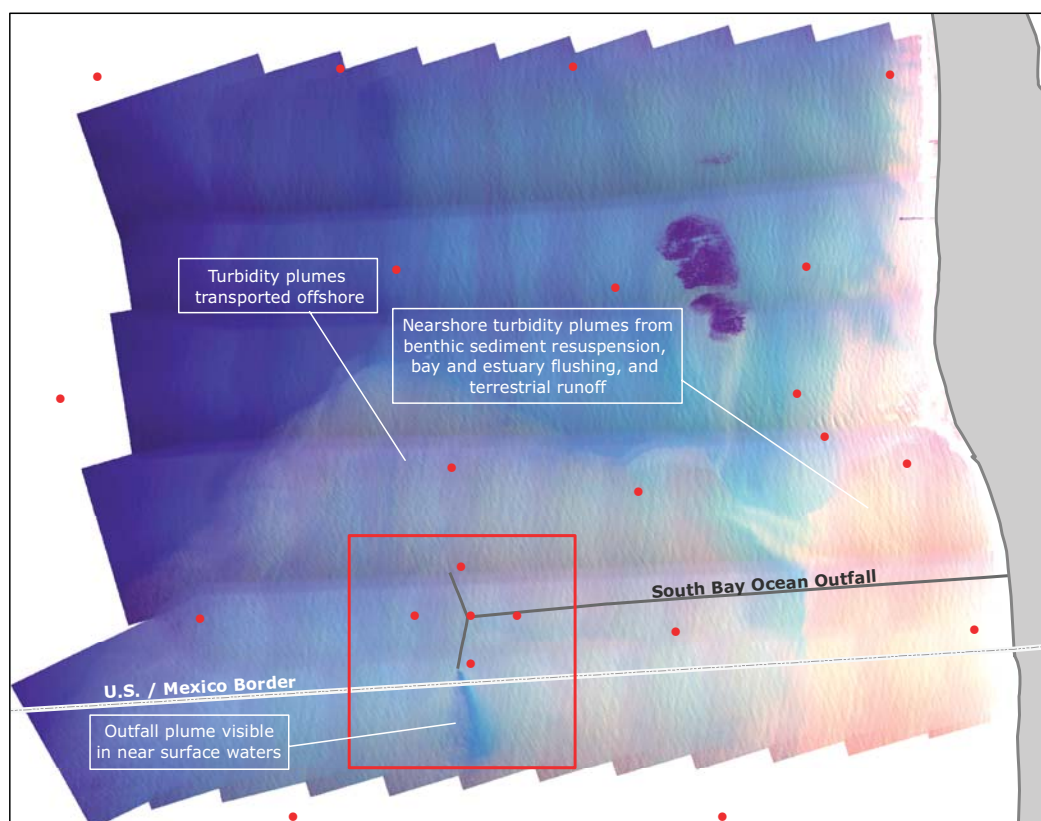 Turbidity plumes
transported offshore
Nearshore turbidity plumes from
benthic sediment resuspension,
bay and estuary flushing, and
terrestrial runoff
South Bay Ocean Outfall
U.S. / Mexico Border
Outfall plume visible
in near surface waters